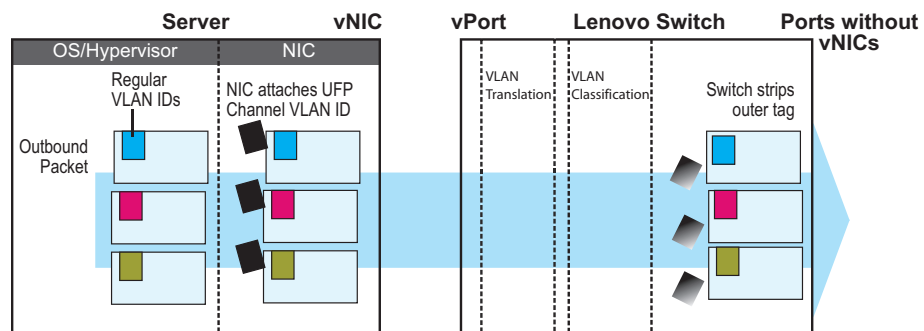 Server
vNIC
vPort
Lenovo Switch
Ports without
vNICs
OS/Hypervisor
NIC
Regular
VLAN IDs
NIC attaches UFP
Channel VLAN ID
VLAN
Translation
VLAN
Classification
Switch strips
outer tag
Outbound
Packet